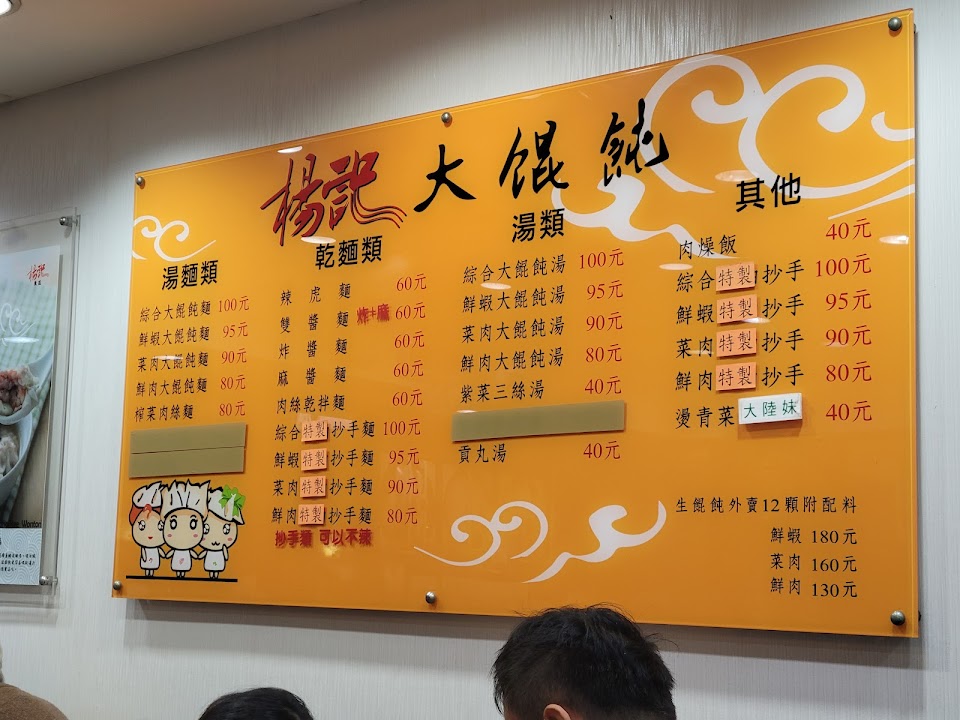 楊記大餛飩
湯麵類
綜合大餛飩麵 100元
鮮蝦大餛飩麵 95元
菜肉大餛飩麵 90元
鮮肉大餛飩麵 80元
榨菜肉絲麵 80元
乾麵類
辣虎麵 60元
雙醬麵 炸+麻 60元
炸醬麵 60元
麻醬麵 60元
肉絲乾拌麵 60元
綜合特製抄手麵 100元
鮮蝦特製抄手麵 95元
菜肉特製抄手麵 90元
鮮肉特製抄手麵 80元
抄手麵 可以不辣
湯類
綜合大餛飩湯 100元
鮮蝦大餛飩湯 95元
菜肉大餛飩湯 90元
鮮肉大餛飩湯 80元
紫菜三絲湯 40元
貢丸湯 40元
其他
肉燥飯 40元
綜合特製抄手 100元
鮮蝦特製抄手 95元
菜肉特製抄手 90元
鮮肉特製抄手 80元
燙青菜 大陸妹 40元
生餛飩外賣12顆附配料
鮮蝦 180元
菜肉 160元
鮮肉 130元
楊記
Wonton